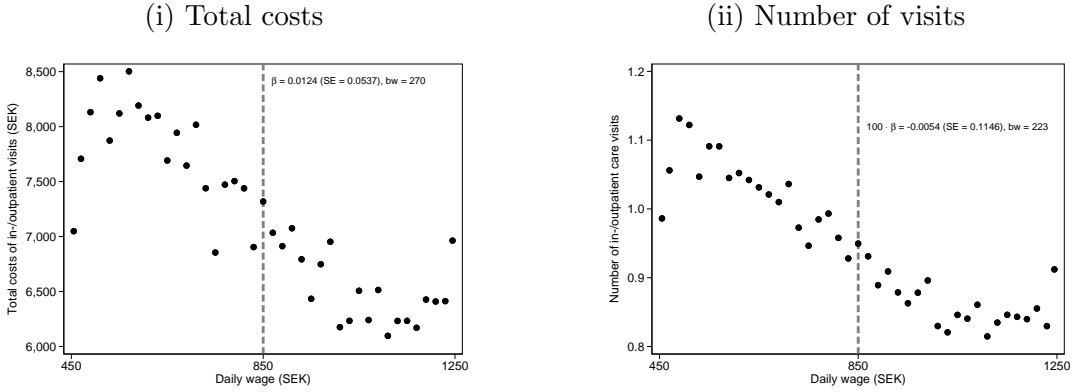 (i) Total costs
(ii) Number of visits
Total costs of in-/outpatient visits (SEK)
8,500
8,000
7,500
7,000
6,500
6,000
β = 0.0124 (SE = 0.0537), bw = 270
450
850
1250
Daily wage (SEK)
Number of in-/outpatient care visits
1.2
1.1
1.0
0.9
0.8
100 · β = -0.0054 (SE = 0.1146), bw = 223
450
850
1250
Daily wage (SEK)